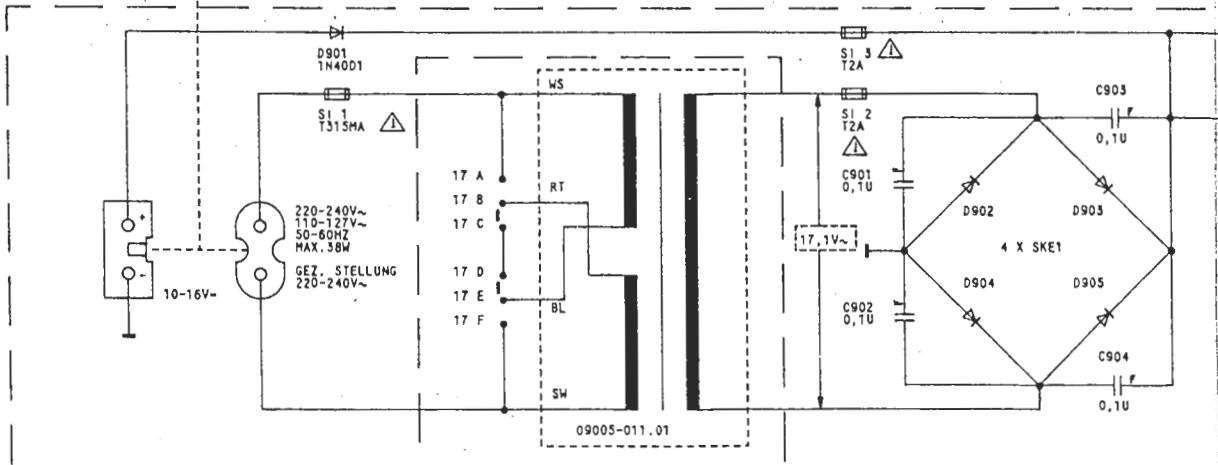 D901
1N40D1
SI 3
T2A
WS
SI 1
T315MA
SI 2
T2A
C903
0,1U
17 A
17 B
17 C
17 D
17 E
17 F
RT
BL
SW
C901
0,1U
D902
D903
220-240V~
110-127V~
50-60HZ
MAX.38W
GEZ. STELLUNG
220-240V~
+
-
10-16V=
17,1V~
4 X SKE1
D904
D905
C902
0,1U
C904
0,1U
09005-011.01